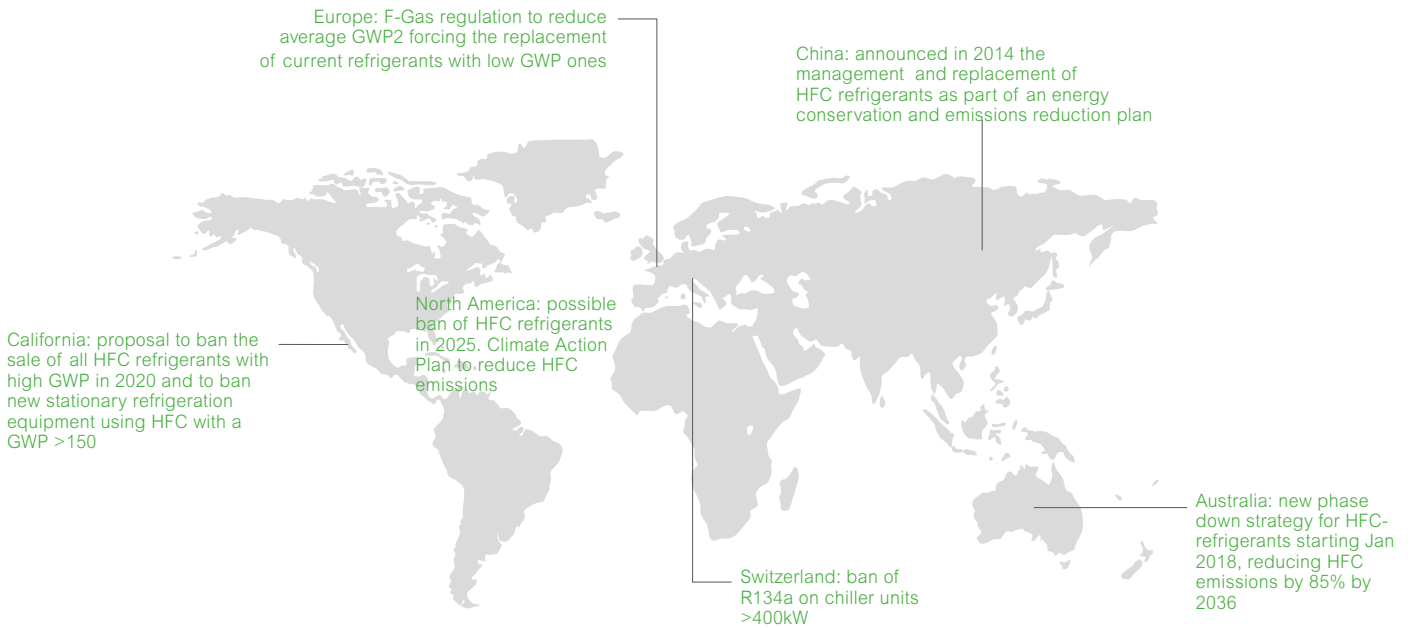 Europe: F-Gas regulation to reduce
average GWP2 forcing the replacement
of current refrigerants with low GWP ones
China: announced in 2014 the
management and replacement of
HFC refrigerants as part of an energy
conservation and emissions reduction plan
North America: possible
ban of HFC refrigerants
in 2025. Climate Action
Plan to reduce HFC
emissions
California: proposal to ban the
sale of all HFC refrigerants with
high GWP in 2020 and to ban
new stationary refrigeration
equipment using HFC with a
GWP >150
Australia: new phase
down strategy for HFC-
refrigerants starting Jan
2018, reducing HFC
emissions by 85% by
2036
Switzerland: ban of
R134a on chiller units
>400kW